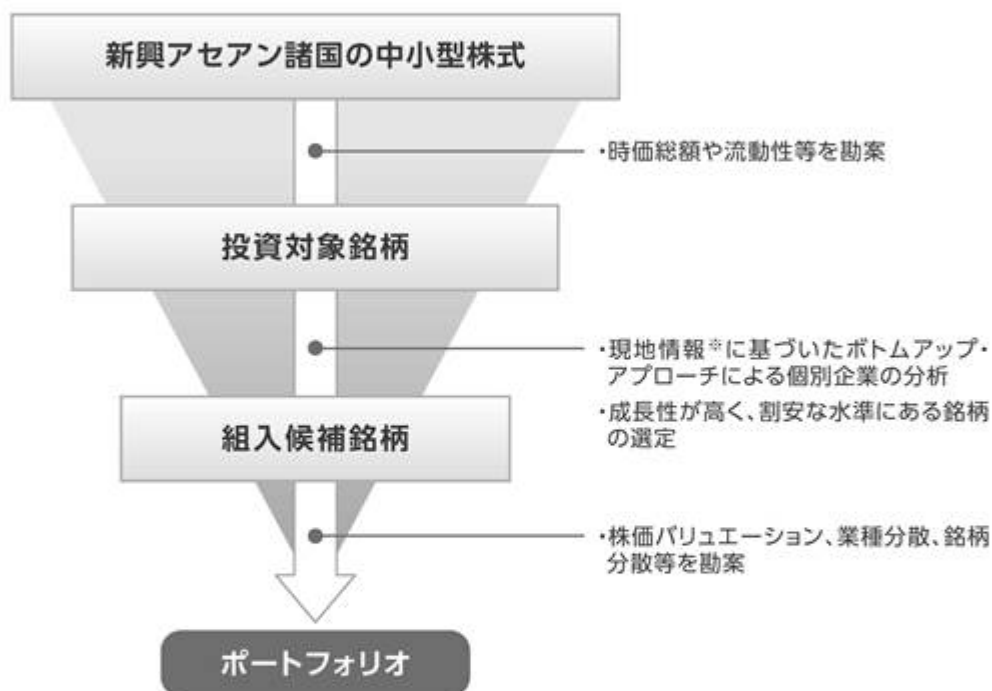 新興アセアン諸国の中小型株式
・時価総額や流動性等を勘案
投資対象銘柄
・現地情報※に基づいたボトムアップ・
アプローチによる個別企業の分析
・成長性が高く、割安な水準にある銘柄
の選定
組入候補銘柄
・株価バリュエーション、業種分散、銘柄
分散等を勘案
ポートフォリオ